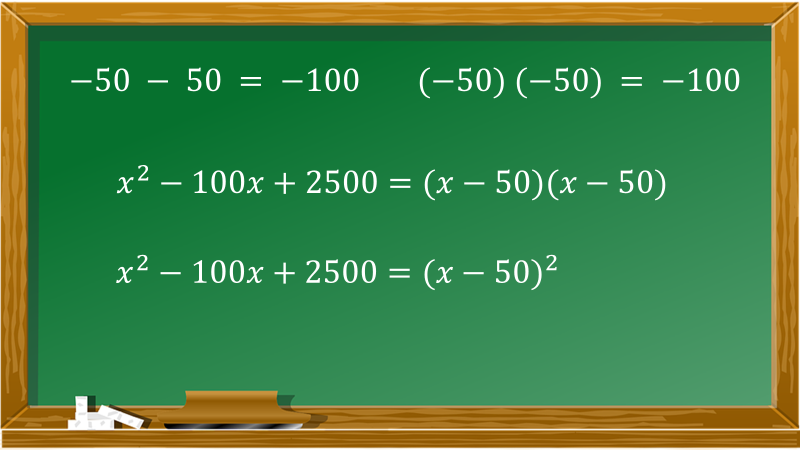 −50 − 50 = −100 (−50) (−50) = −100
x² − 100x + 2500 = (x − 50)(x − 50)
x² − 100x + 2500 = (x − 50)²